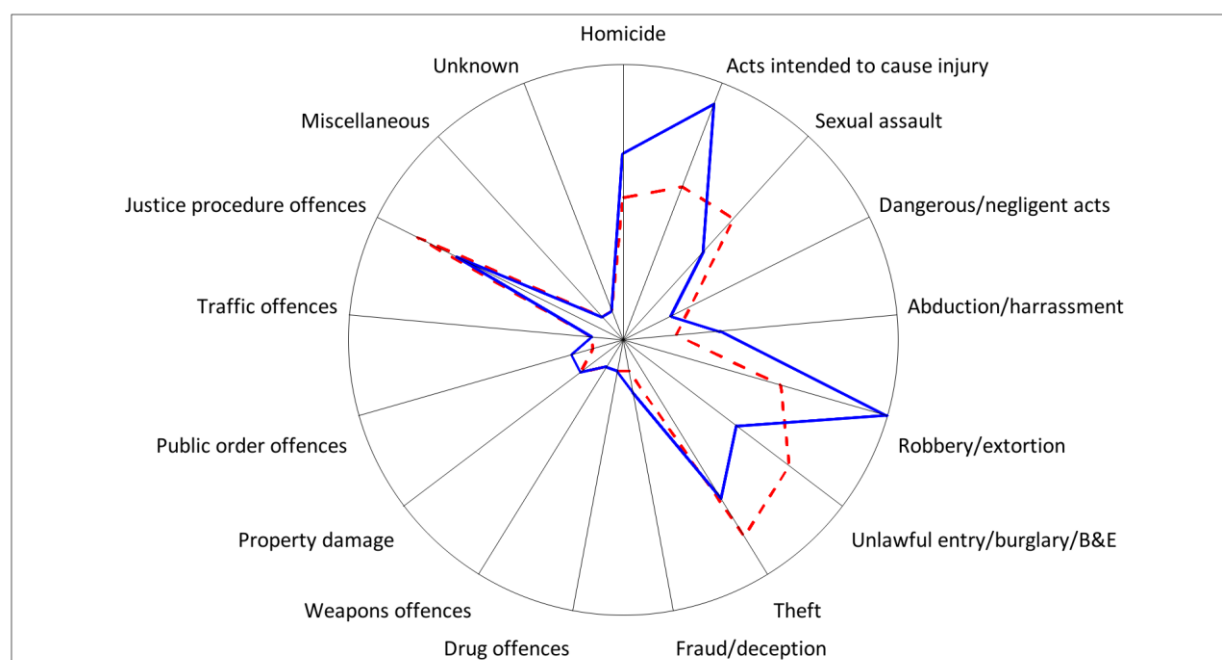 Homicide
Unknown
Acts intended to cause injury
Miscellaneous
Sexual assault
Justice procedure offences
Dangerous/negligent acts
Traffic offences
Abduction/harrassment
Public order offences
Robbery/extortion
Property damage
Unlawful entry/burglary/B&E
Weapons offences
Theft
Drug offences
Fraud/deception